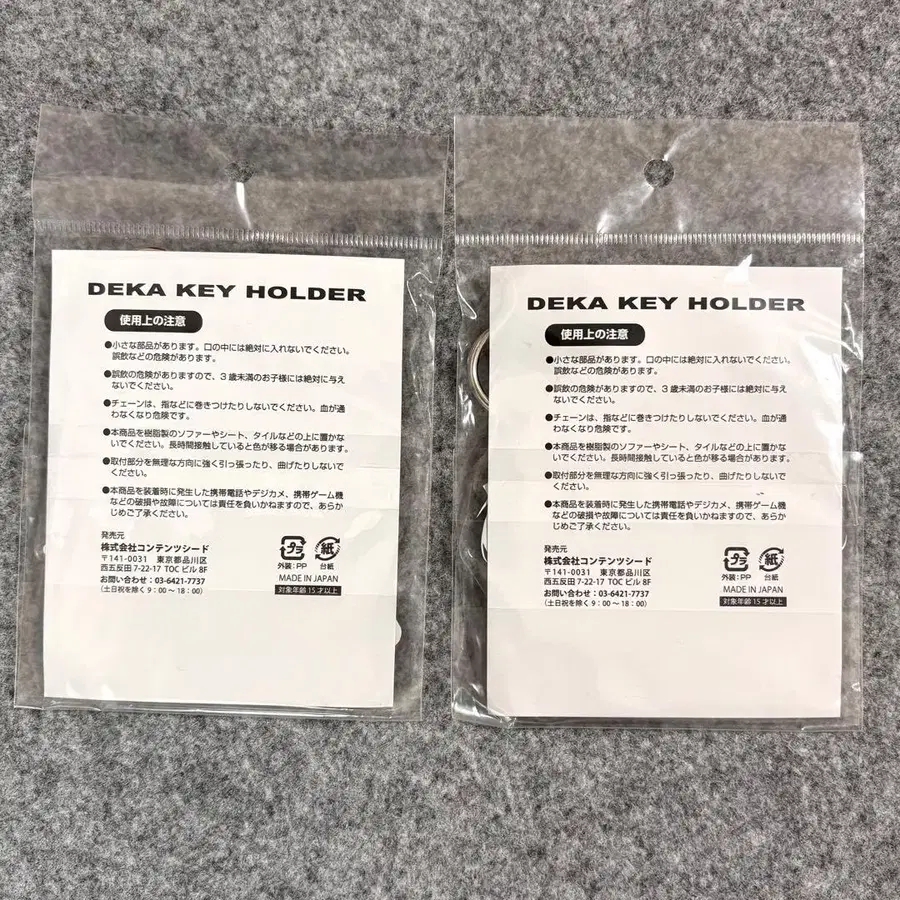 DEKA KEY HOLDER
使用上の注意
●小さな部品があります。口の中には絶対に入れないでください。
誤飲などの危険があります。
●誤飲の危険がありますので、3歳未満のお子様には絶対に与え
ないでください。
●チェーンは、指などに巻きつけたりしないでください。血が通
わなくなり危険です。
●本商品を樹脂製のソファーやシート、タイルなどの上に置かな
いでください。長時間接触していると色が移る場合があります。
●取付部分を無理な方向に強く引っ張ったり、曲げたりしないで
ください。
●本商品を装着時に発生した携帯電話やデジカメ、携帯ゲーム機
などの破損や故障については責任を負いかねますので、あらか
じめご了承ください。
発売元
株式会社コンテンツシード
〒141-0031 東京都品川区
西五反田 7-22-17 TOC ビル 8F
お問い合わせ:03-6421-7737
(土日祝を除く 9:00〜18:00)
プラ 紙
外装:PP 台紙
MADE IN JAPAN
対象年齢 15 才以上
DEKA KEY HOLDER
使用上の注意
●小さな部品があります。口の中には絶対に入れないでください。
誤飲などの危険があります。
●誤飲の危険がありますので、3歳未満のお子様には絶対に与え
ないでください。
●チェーンは、指などに巻きつけたりしないでください。血が通
わなくなり危険です。
●本商品を樹脂製のソファーやシート、タイルなどの上に置かな
いでください。長時間接触していると色が移る場合があります。
●取付部分を無理な方向に強く引っ張ったり、曲げたりしないで
ください。
●本商品を装着時に発生した携帯電話やデジカメ、携帯ゲーム機
などの破損や故障については責任を負いかねますので、あらか
じめご了承ください。
発売元
株式会社コンテンツシード
〒141-0031 東京都品川区
西五反田 7-22-17 TOC ビル 8F
お問い合わせ:03-6421-7737
(土日祝を除く 9:00〜18:00)
プラ 紙
外装:PP 台紙
MADE IN JAPAN
対象年齢 15 才以上